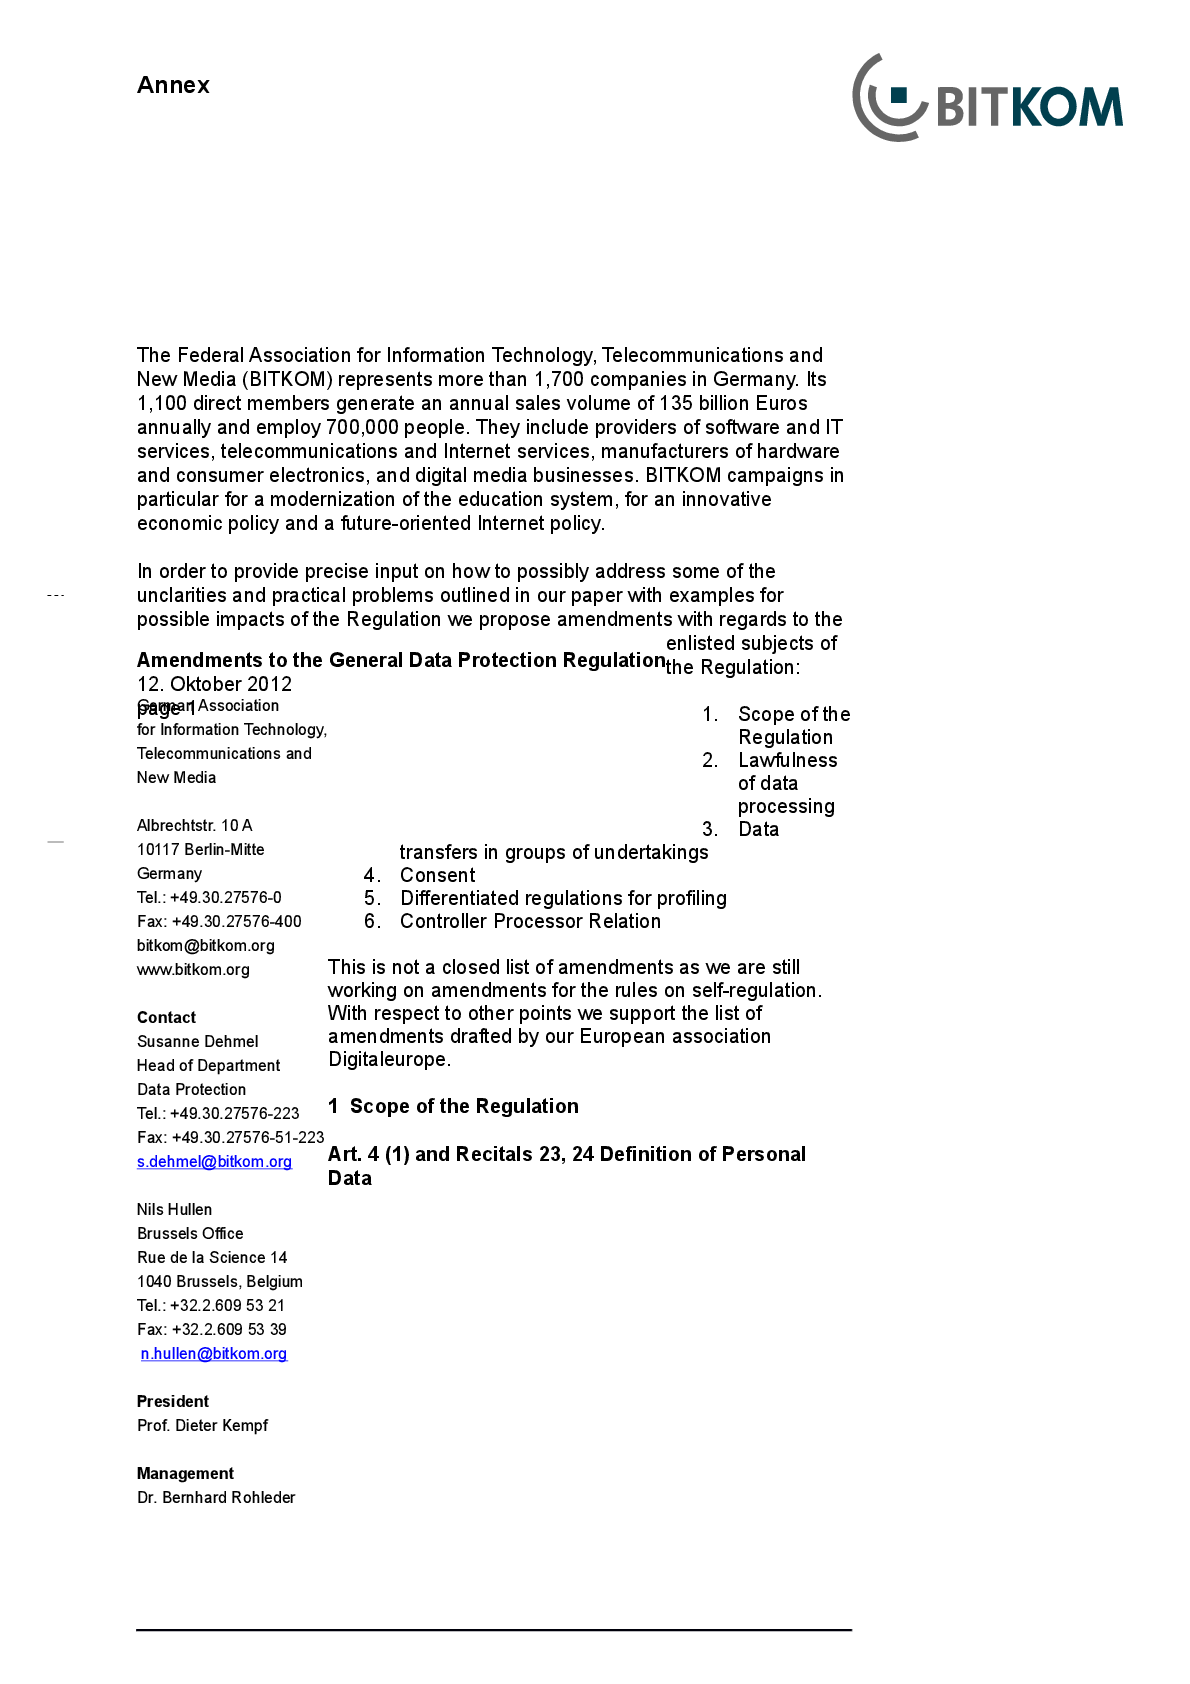 Annex
BITKOM
The Federal Association for Information Technology, Telecommunications and
New Media (BITKOM) represents more than 1,700 companies in Germany. Its
1,100 direct members generate an annual sales volume of 135 billion Euros
annually and employ 700,000 people. They include providers of software and IT
services, telecommunications and Internet services, manufacturers of hardware
and consumer electronics, and digital media businesses. BITKOM campaigns in
particular for a modernization of the education system, for an innovative
economic policy and a future-oriented Internet policy.
In order to provide precise input on how to possibly address some of the
unclarities and practical problems outlined in our paper with examples for
possible impacts of the Regulation we propose amendments with regards to the
enlisted subjects of
the Regulation:
1. Scope of the
Regulation
2. Lawfulness
of data
processing
3. Data
transfers in groups of undertakings
4. Consent
5. Differentiated regulations for profiling
6. Controller Processor Relation
This is not a closed list of amendments as we are still
working on amendments for the rules on self-regulation.
With respect to other points we support the list of
amendments drafted by our European association
Digitaleurope.
1 Scope of the Regulation
Art. 4 (1) and Recitals 23, 24 Definition of Personal
Data
Amendments to the General Data Protection Regulation
12. Oktober 2012
page 1
German Association
for Information Technology,
Telecommunications and
New Media
Albrechtstr. 10 A
10117 Berlin-Mitte
Germany
Tel.: +49.30.27576-0
Fax: +49.30.27576-400
bitkom@bitkom.org
www.bitkom.org
Contact
Susanne Dehmel
Head of Department
Data Protection
Tel.: +49.30.27576-223
Fax: +49.30.27576-51-223
s.dehmel@bitkom.org
Nils Hullen
Brussels Office
Rue de la Science 14
1040 Brussels, Belgium
Tel.: +32.2.609 53 21
Fax: +32.2.609 53 39
n.hullen@bitkom.org
President
Prof. Dieter Kempf
Management
Dr. Bernhard Rohleder